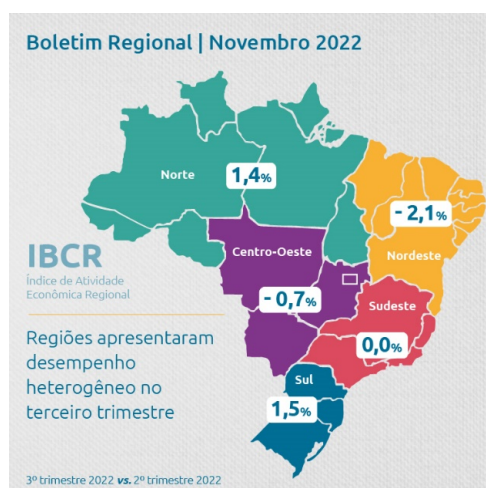 Boletim Regional | Novembro 2022
Norte
1,4%
- 2,1%
Nordeste
Centro-Oeste
- 0,7%
IBCR
Índice de Atividade
Econômica Regional
Sudeste
0,0%
Regiões apresentaram
desempenho
heterogêneo no
terceiro trimestre
Sul
1,5%
3º trimestre 2022 vs. 2º trimestre 2022